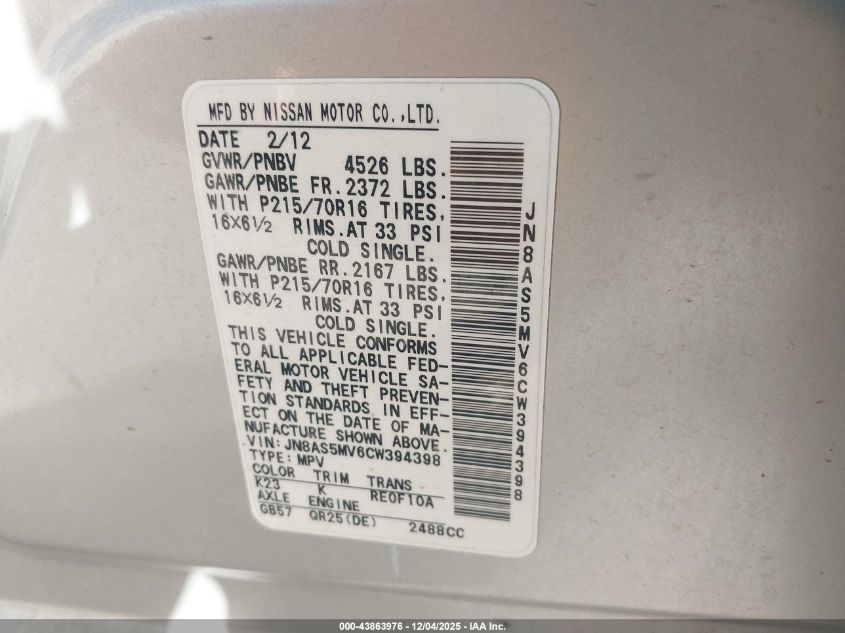 MFD BY NISSAN MOTOR CO.,LTD.
DATE 2/12
GVWR/PNBV 4526 LBS.
GAWR/PNBE FR.2372 LBS.
WITH P215/70R16 TIRES,
16X6½ RIMS.AT 33 PSI
COLD SINGLE.
GAWR/PNBE RR.2167 LBS.
WITH P215/70R16 TIRES,
16X6½ RIMS.AT 33 PSI
COLD SINGLE.
THIS VEHICLE CONFORMS
TO ALL APPLICABLE FED-
ERAL MOTOR VEHICLE SA-
FETY AND THEFT PREVEN-
TION STANDARDS IN EFF-
ECT ON THE DATE OF MA-
NUFACTURE SHOWN ABOVE.
VIN:JN8AS5MV6CW394398
TYPE: MPV
COLOR TRIM TRANS
K23 K RE0F10A
AXLE ENGINE
GB57 QR25(DE) 2488CC
JN8AS5MV6CW394398
000-43863976 - 12/04/2025 - IAA Inc.